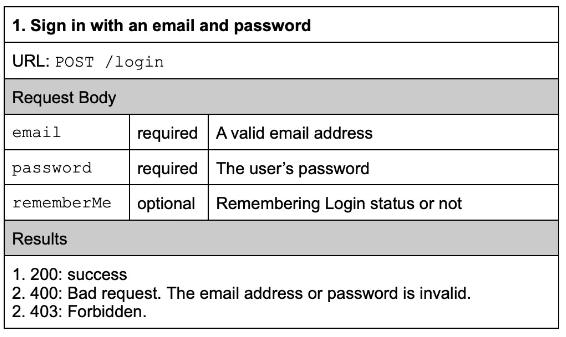 1. Sign in with an email and password
URL: POST /login
Request Body
email required A valid email address
password required The user's password
rememberMe optional Remembering Login status or not
Results
1. 200: success
2. 400: Bad request. The email address or password is invalid.
2. 403: Forbidden.